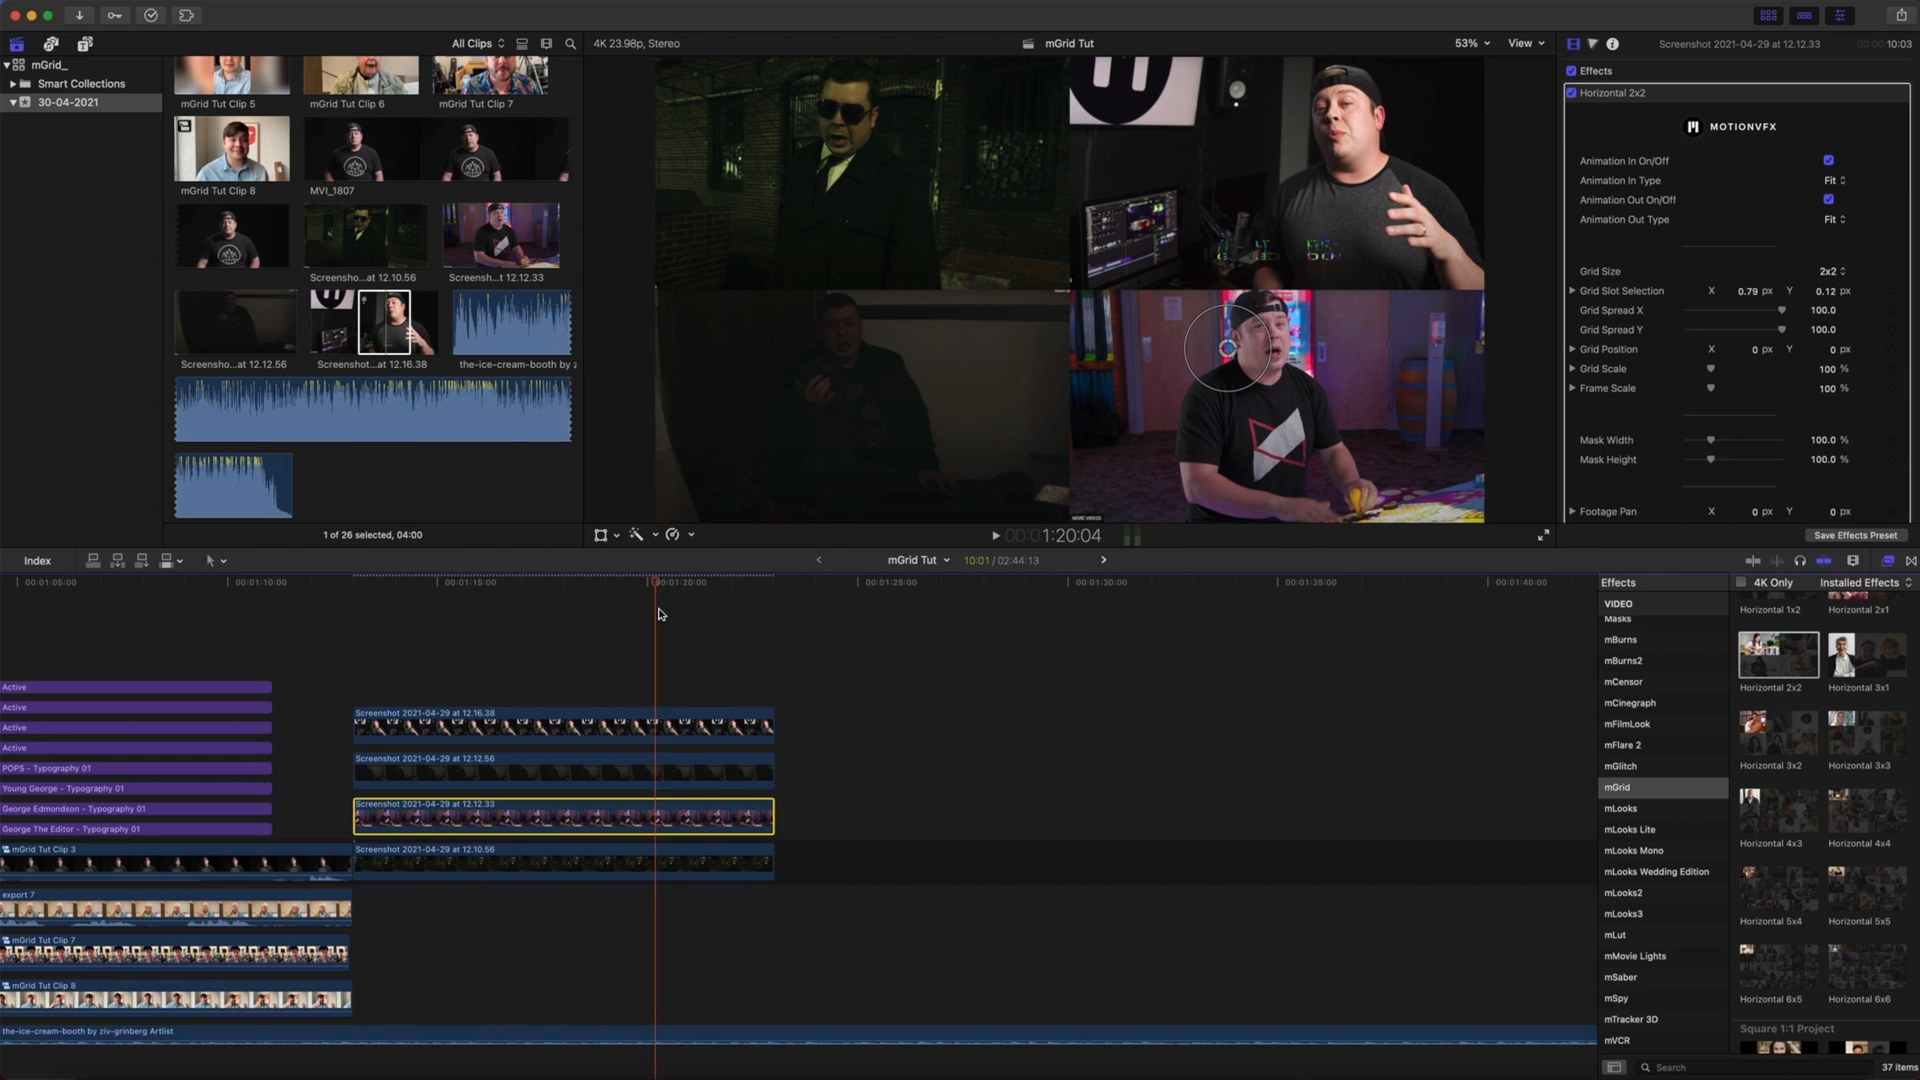 All Clips
4K 23.98p, Stereo
mGrid Tut
53%
View
Screenshot 2021-04-29 at 12.12.33
00:00:10:03
mGrid_
Smart Collections
30-04-2021
mGrid Tut Clip 5
mGrid Tut Clip 6
mGrid Tut Clip 7
mGrid Tut Clip 8
MVI_1807
Screensho...at 12.10.56
Screensh...t 12.12.33
Screensho...at 12.12.56
Screenshot...at 12.16.38
the-ice-cream-booth by z
1 of 26 selected, 04:00
MORE VIDEOS
00:00:1:20:04
Effects
Horizontal 2x2
MOTIONVFX
Animation In On/Off
Animation In Type
Fit
Animation Out On/Off
Animation Out Type
Fit
Grid Size
2x2
Grid Slot Selection
X
0.79 px
Y
0.12 px
Grid Spread X
100.0
Grid Spread Y
100.0
Grid Position
X
0 px
Y
0 px
Grid Scale
100 %
Frame Scale
100 %
Mask Width
100.0 %
Mask Height
100.0 %
Footage Pan
X
0 px
Y
0 px
Save Effects Preset
Index
mGrid Tut
10:01 / 02:44:13
00:01:05:00
00:01:10:00
00:01:15:00
00:01:20:00
00:01:25:00
00:01:30:00
00:01:35:00
00:01:40:00
Active
Active
Active
Active
POPS - Typography 01
Young George - Typography 01
George Edmondson - Typography 01
George The Editor - Typography 01
mGrid Tut Clip 3
export 7
mGrid Tut Clip 7
mGrid Tut Clip 8
the-ice-cream-booth by ziv-grinberg Artlist
Screenshot 2021-04-29 at 12.16.38
Screenshot 2021-04-29 at 12.12.56
Screenshot 2021-04-29 at 12.12.33
Screenshot 2021-04-29 at 12.10.56
Effects
4K Only
Installed Effects
VIDEO
Masks
mBurns
mBurns2
mCensor
mCinegraph
mFilmLook
mFlare 2
mGlitch
mGrid
mLooks
mLooks Lite
mLooks Mono
mLooks Wedding Edition
mLooks2
mLooks3
mLut
mMovie Lights
mSaber
mSpy
mTracker 3D
mVCR
Horizontal 1x2
Horizontal 2x1
Horizontal 2x2
Horizontal 3x1
Horizontal 3x2
Horizontal 3x3
Horizontal 4x3
Horizontal 4x4
Horizontal 5x4
Horizontal 5x5
Horizontal 6x5
Horizontal 6x6
Square 1:1 Project
Search
37 items